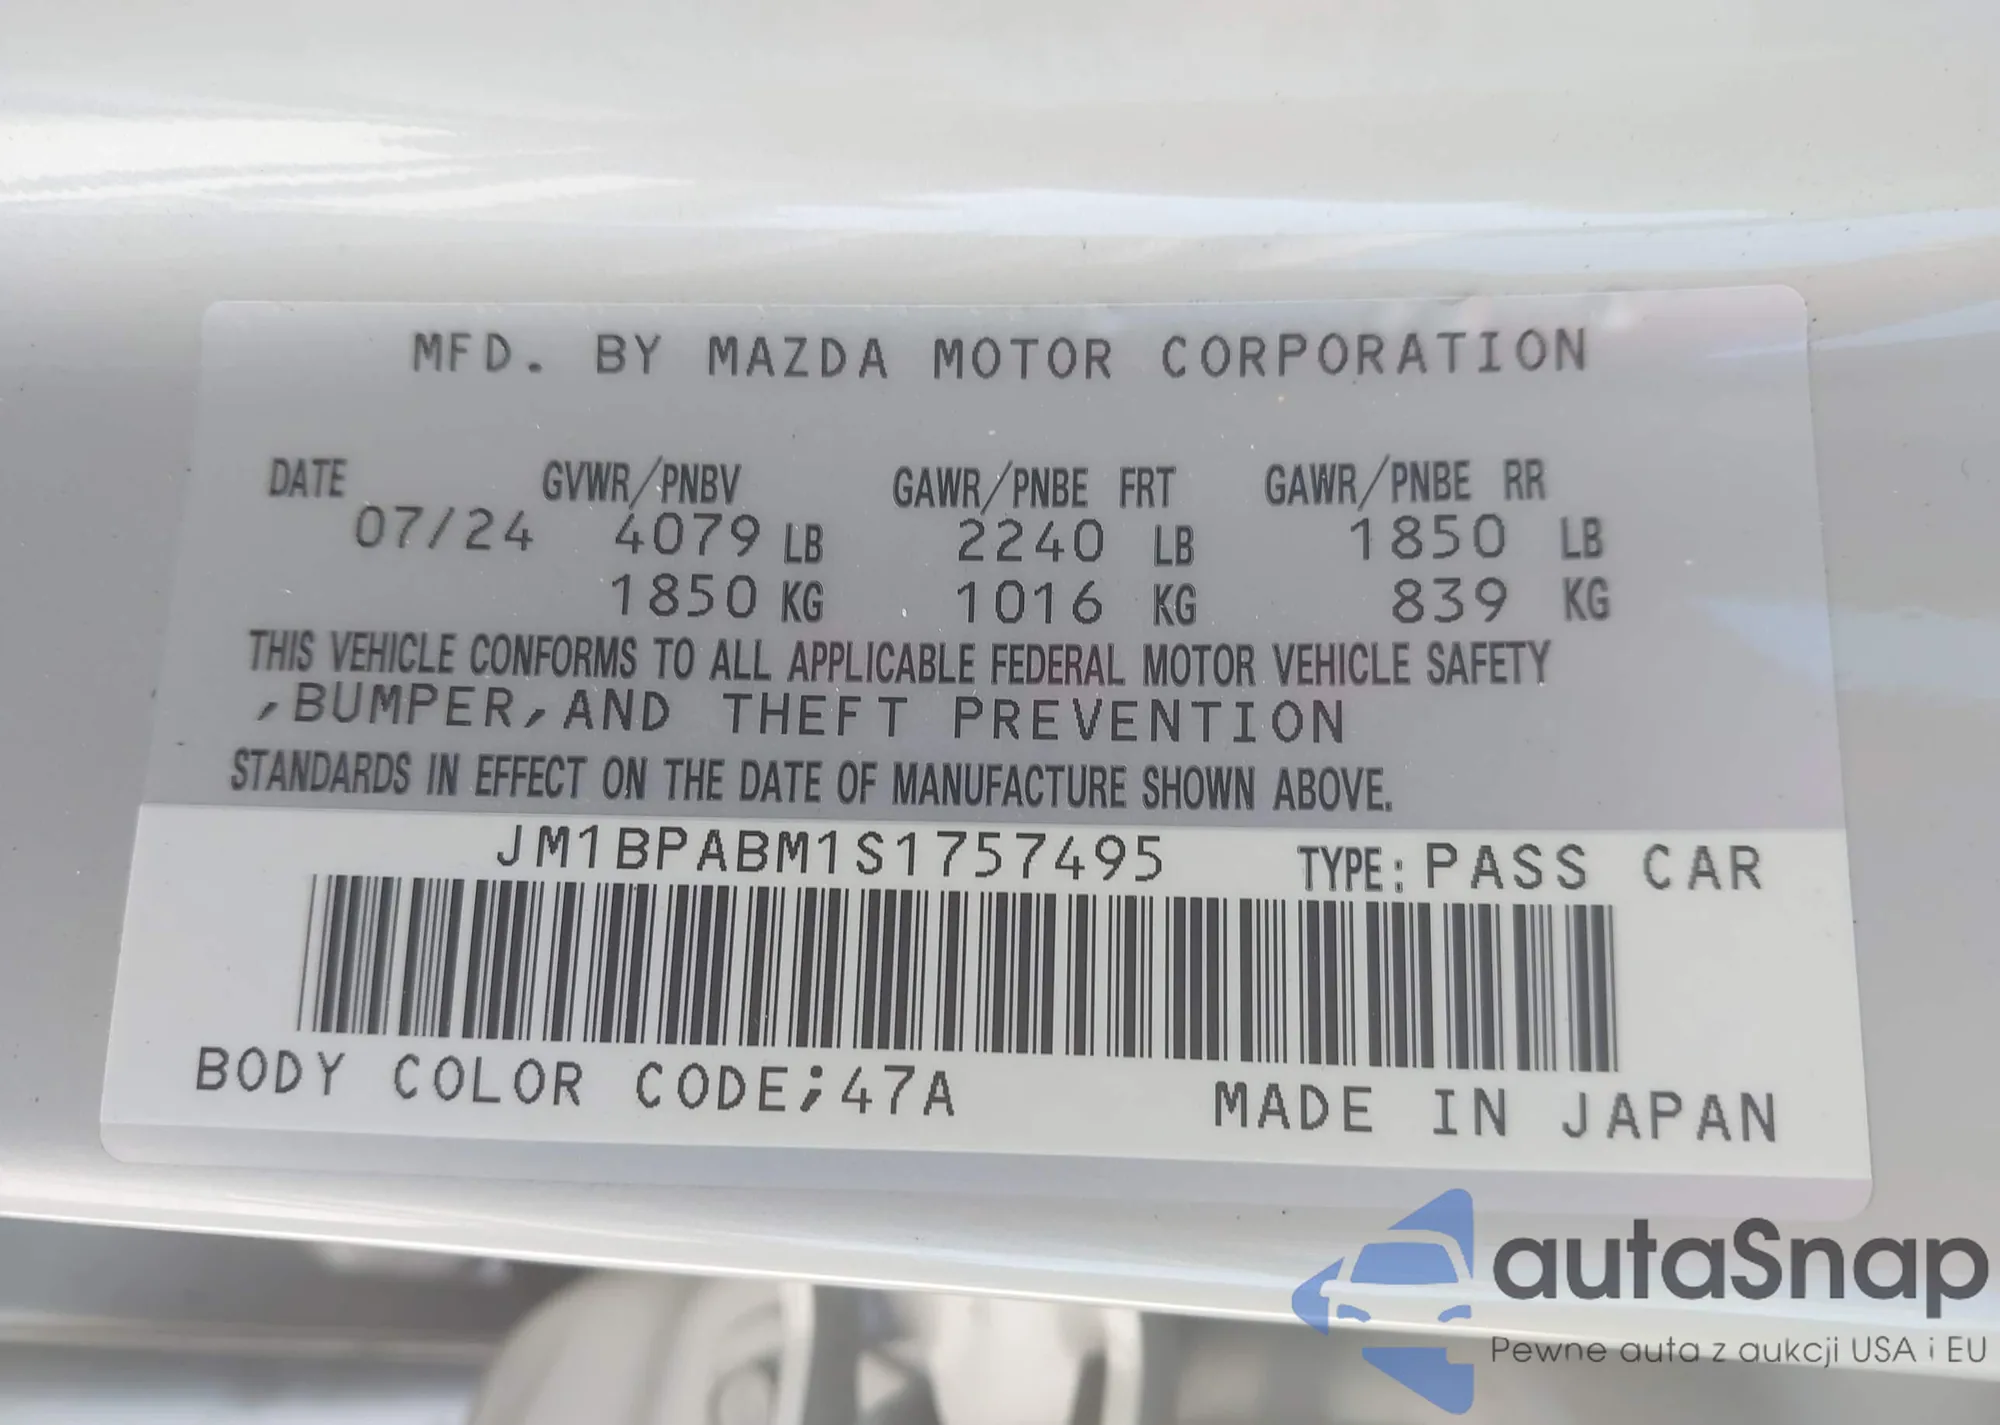 MFD. BY MAZDA MOTOR CORPORATION
DATE GVWR/PNBV GAWR/PNBE FRT GAWR/PNBE RR
07/24 4079 LB 2240 LB 1850 LB
1850 KG 1016 KG 839 KG
THIS VEHICLE CONFORMS TO ALL APPLICABLE FEDERAL MOTOR VEHICLE SAFETY
,BUMPER,AND THEFT PREVENTION
STANDARDS IN EFFECT ON THE DATE OF MANUFACTURE SHOWN ABOVE.
JM1BPABM1S1757495 TYPE: PASS CAR
BODY COLOR CODE;47A MADE IN JAPAN
autaSnap
Pewne auta z aukcji USA i EU